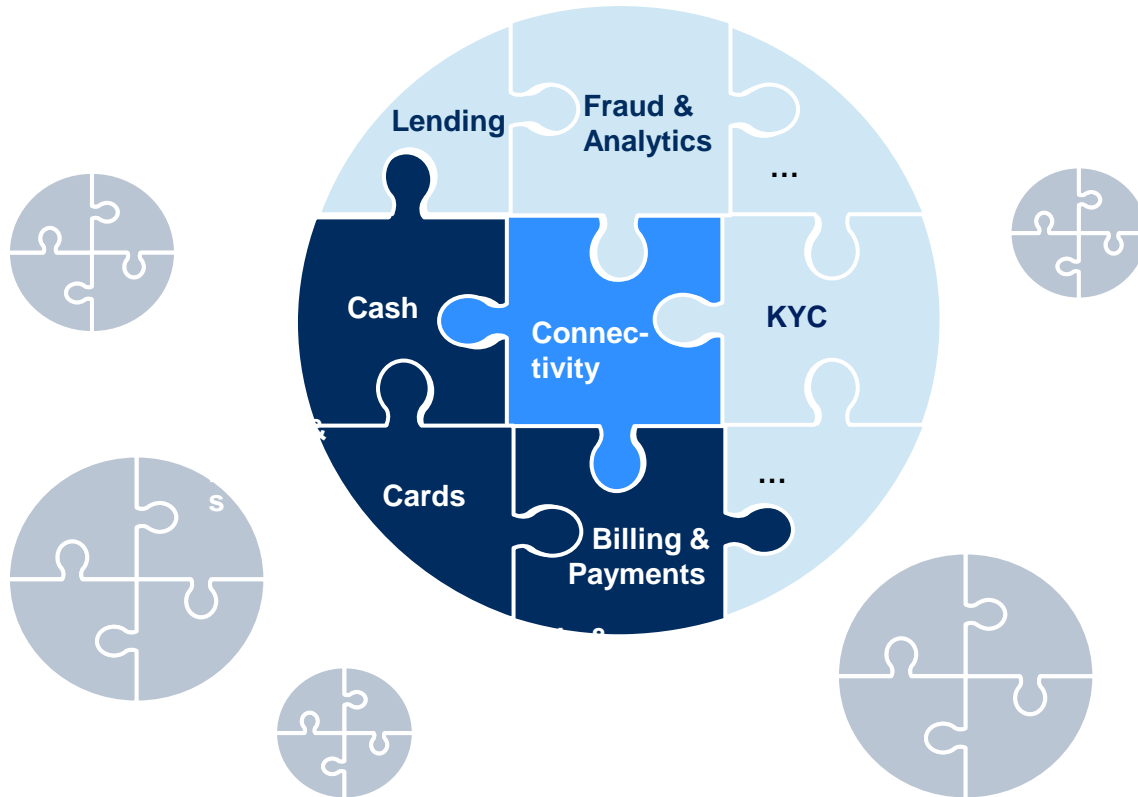 Lending
Fraud &
Analytics
...
Cash
Connec-
tivity
KYC
&
s
Cards
...
Billing &
Payments
&